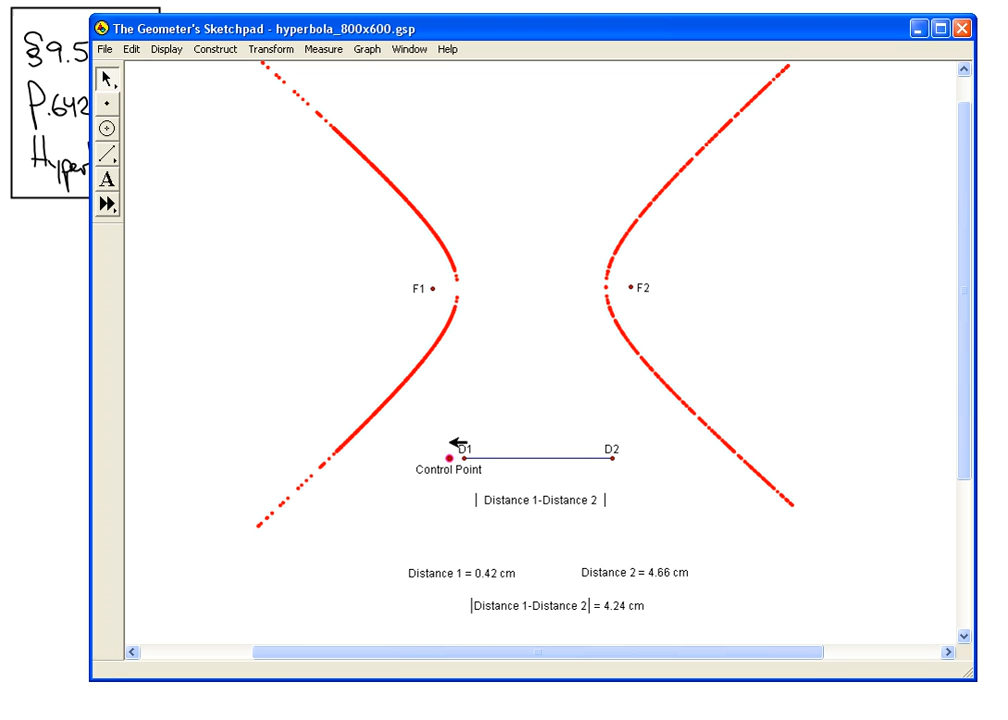 §9.5
P.642
Hyper
The Geometer's Sketchpad - hyperbola_800x600.gsp
File Edit Display Construct Transform Measure Graph Window Help
A
F1
F2
D1
D2
Control Point
| Distance 1-Distance 2 |
Distance 1 = 0.42 cm
Distance 2 = 4.66 cm
|Distance 1-Distance 2| = 4.24 cm